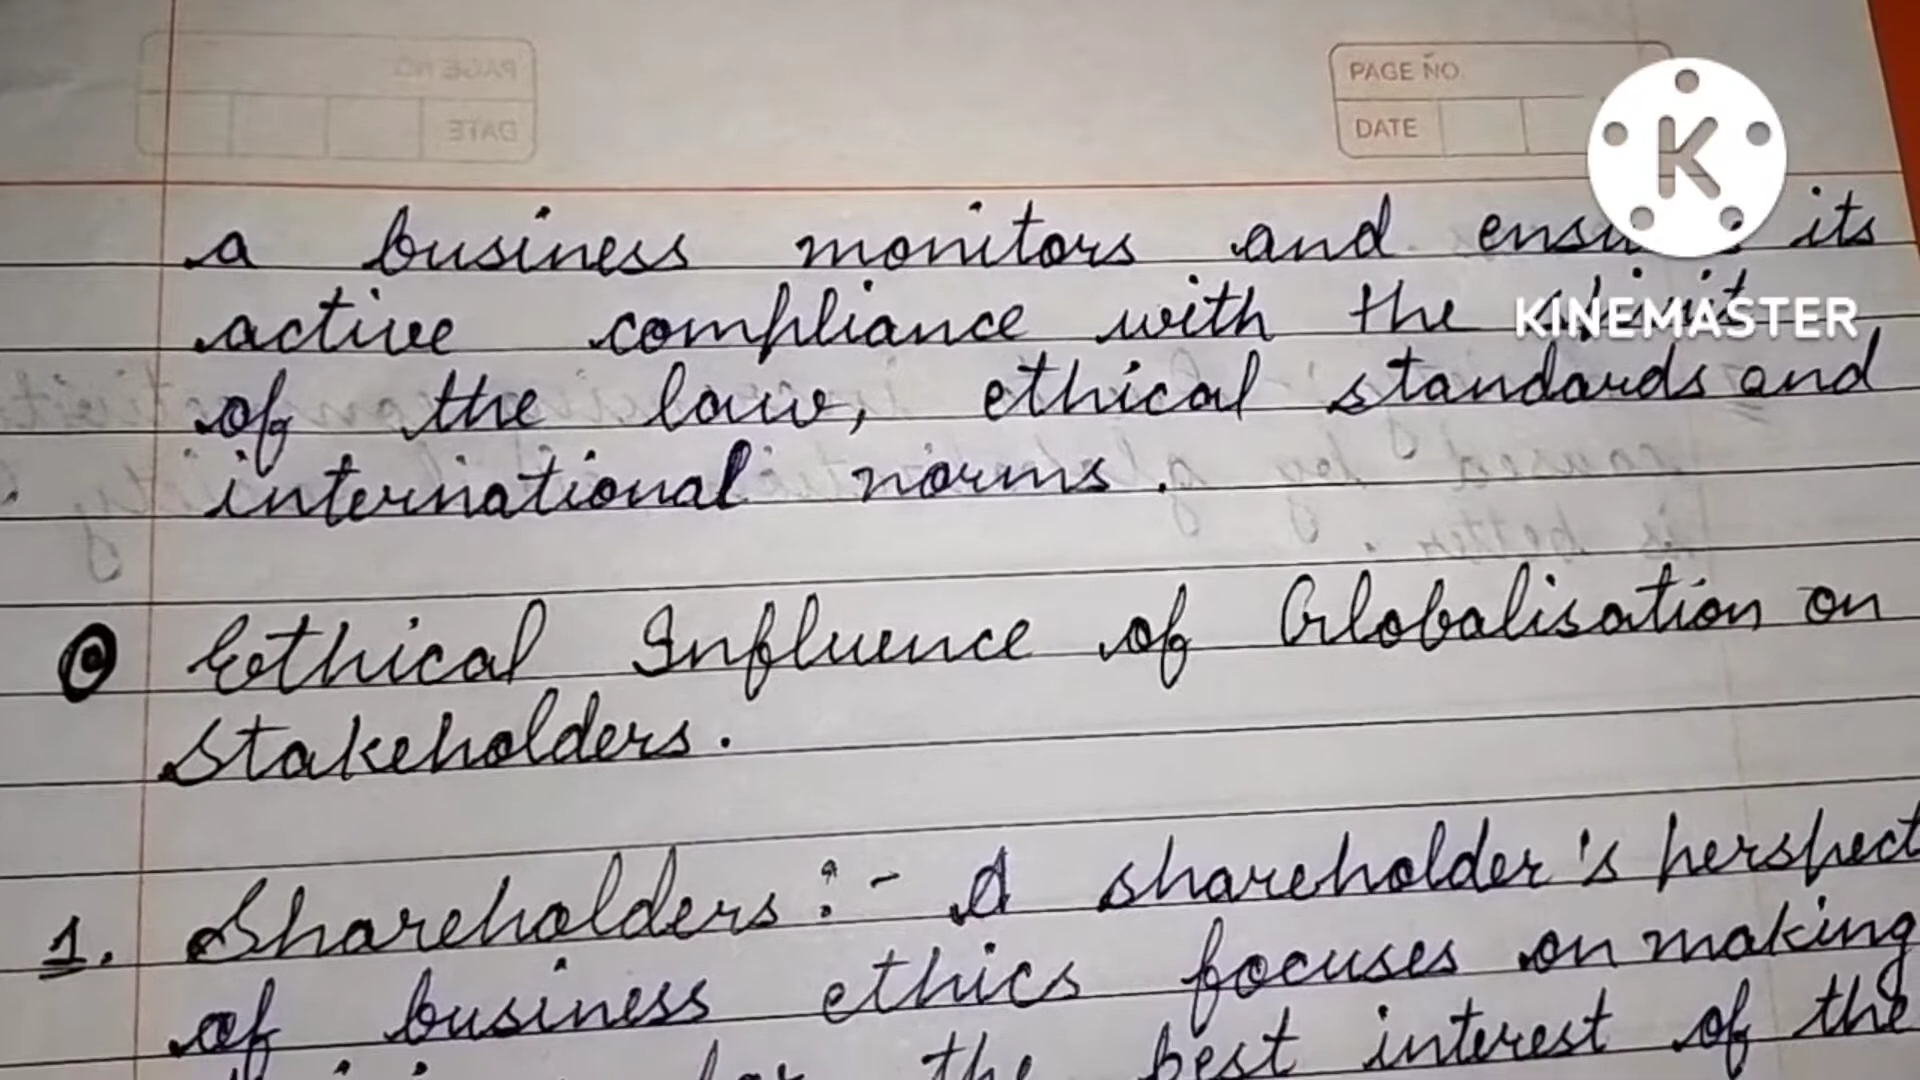 PAGE NO.
DATE
K
KINEMASTER
a business monitors and its
active compliance with the spirit
of the law, ethical standards and
international norms.
Ethical Influence of Globalisation on
Stakeholders.
1. Shareholders :- A shareholder's perspect
of business ethics focuses on making
for the best interest of the